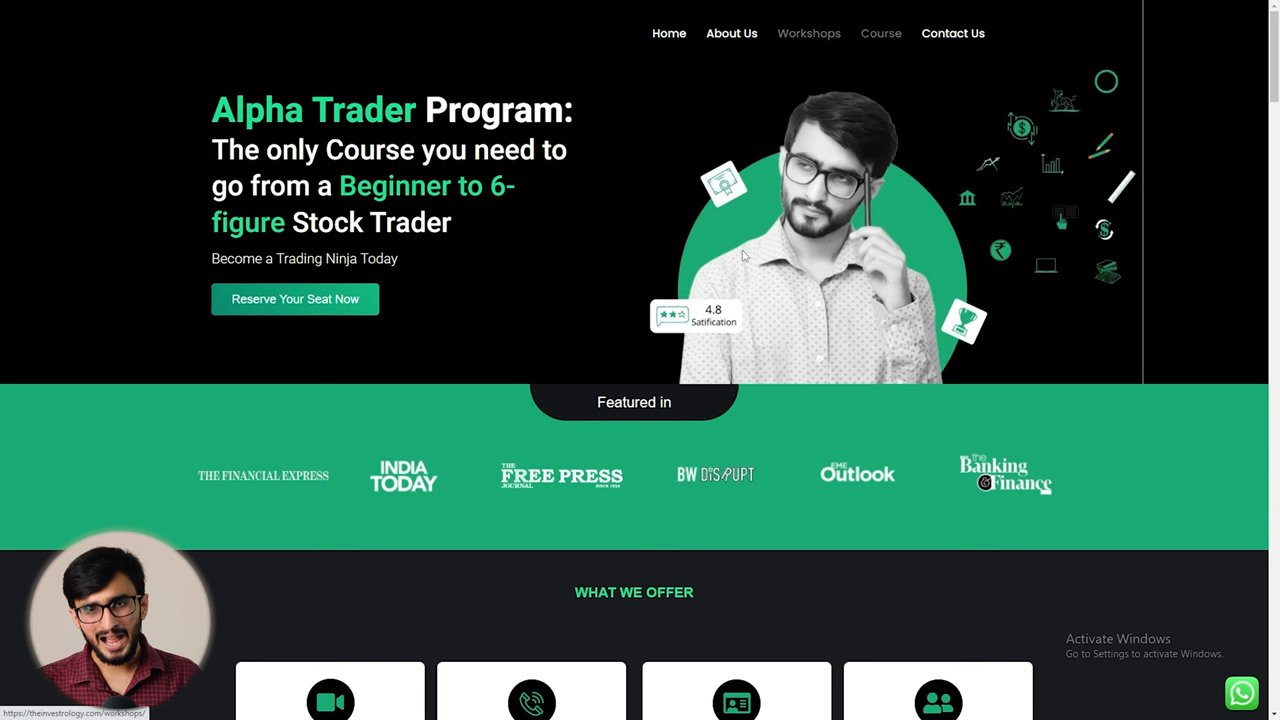 Home About Us Workshops Course Contact Us
Alpha Trader Program:
The only Course you need to
go from a Beginner to 6-
figure Stock Trader
Become a Trading Ninja Today
Reserve Your Seat Now
4.8
Satification
Featured in
THE FINANCIAL EXPRESS
INDIA
TODAY
THE
FREE PRESS
JOURNAL SINCE 1928
BW DISRUPT
EME
Outlook
the
Banking
& Finance
WHAT WE OFFER
Activate Windows
Go to Settings to activate Windows.
https://theinvestrology.com/workshops/